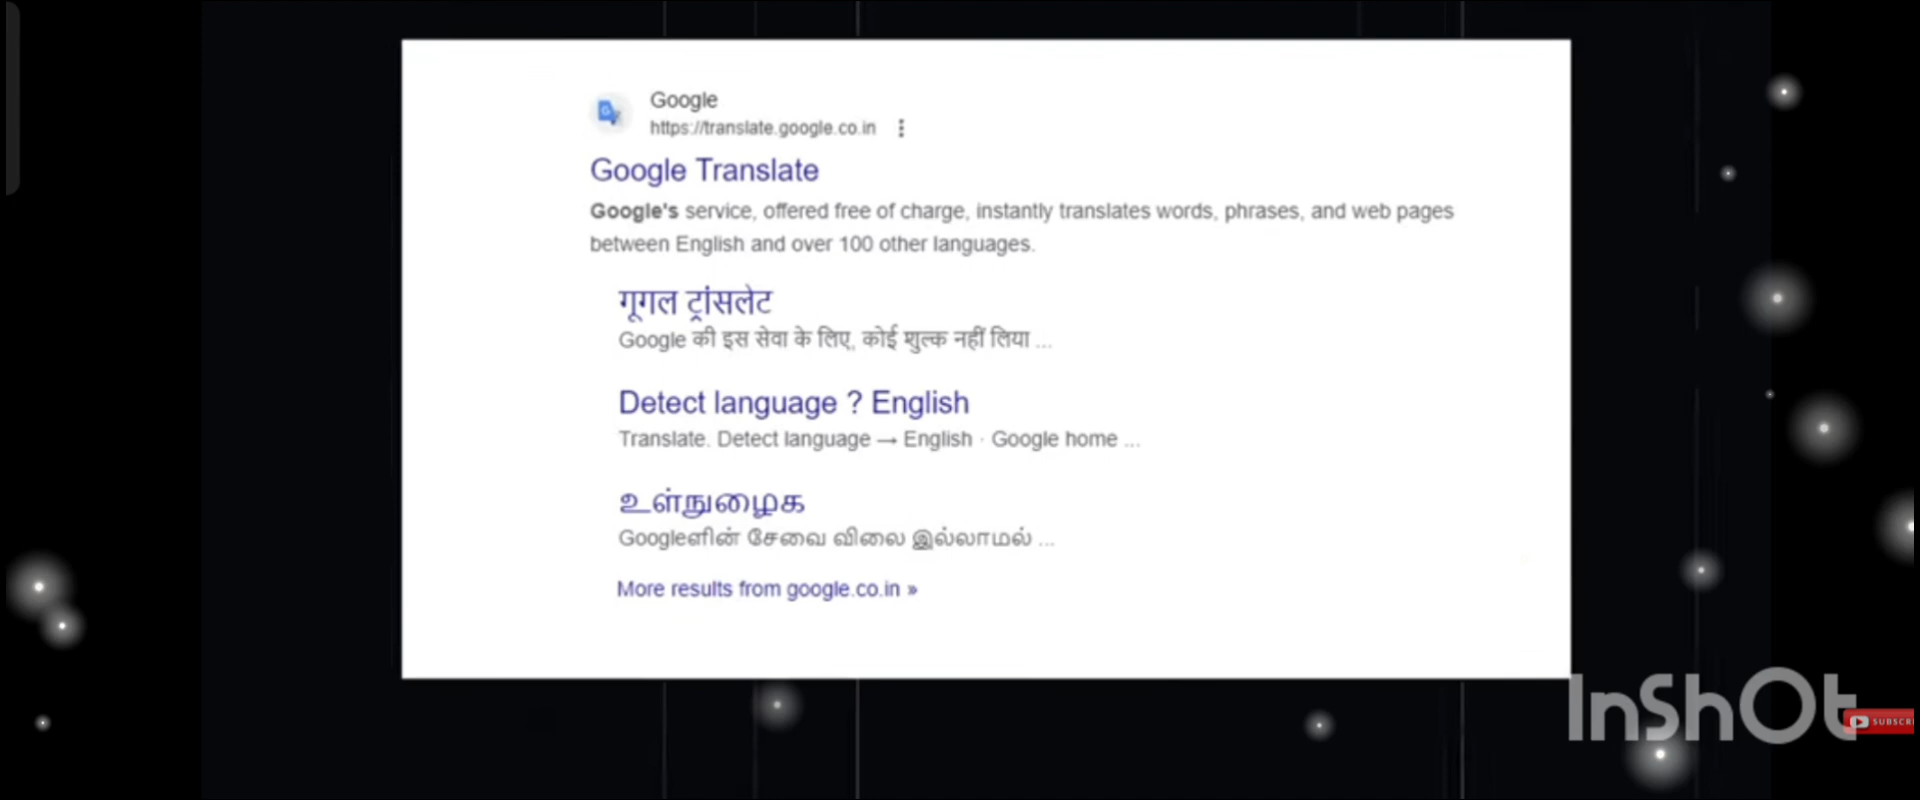 Google
https://translate.google.co.in
Google Translate
Google's service, offered free of charge, instantly translates words, phrases, and web pages
between English and over 100 other languages.
गूगल ट्रांसलेट
Google की इस सेवा के लिए, कोई शुल्क नहीं लिया ...
Detect language ? English
Translate. Detect language → English · Google home ...
உள்நுழைக
Googleளின் சேவை விலை இல்லாமல் ...
More results from google.co.in »
InShOt
SUBSCRI